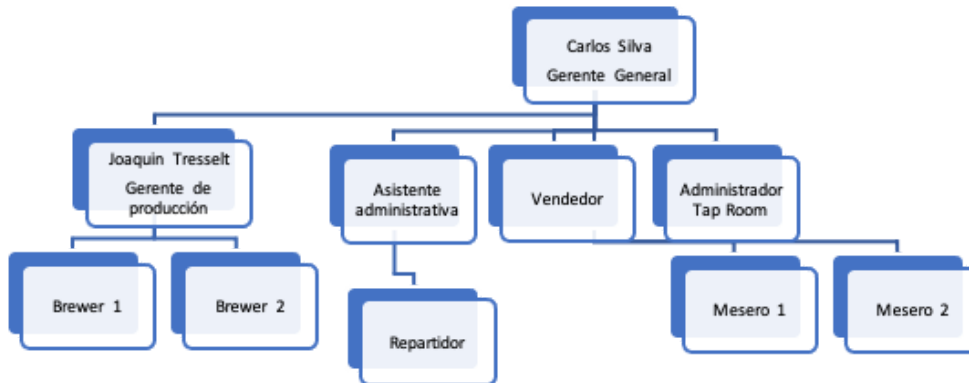 Carlos Silva
Gerente General
Joaquin Tresselt
Gerente de
producción
Asistente
administrativa
Vendedor
Administrador
Tap Room
Brewer 1
Brewer 2
Repartidor
Mesero 1
Mesero 2